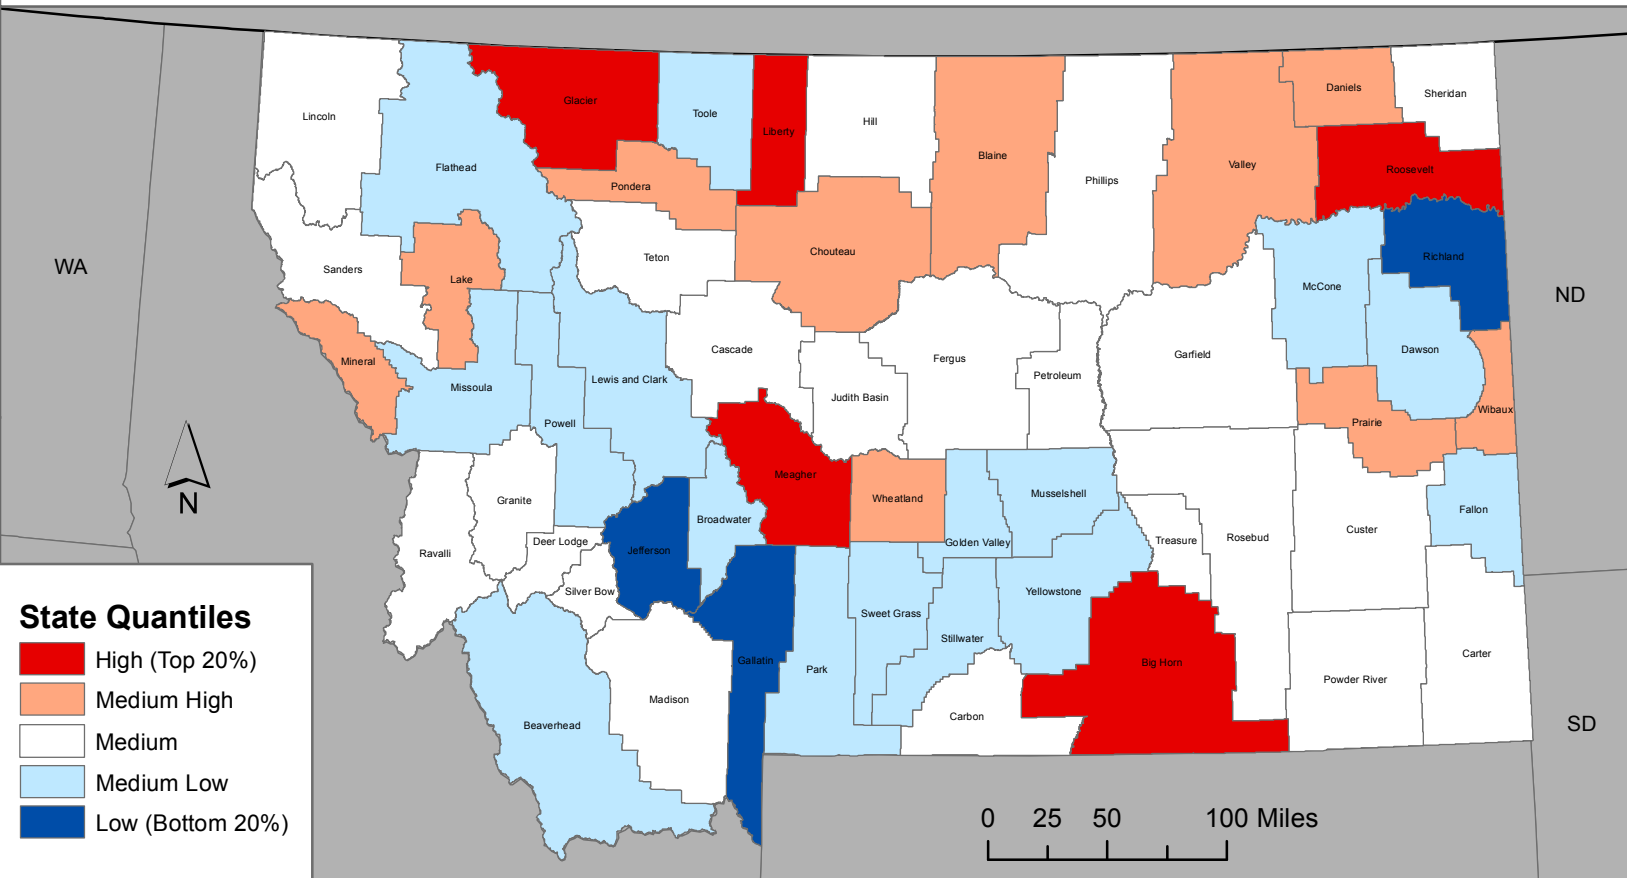 Lincoln
Flathead
Glacier
Toole
Liberty
Hill
Blaine
Phillips
Valley
Daniels
Sheridan
Roosevelt
Pondera
Sanders
Lake
Teton
Chouteau
McCone
Richland
WA
ND
Mineral
Missoula
Powell
Lewis and Clark
Cascade
Judith Basin
Fergus
Petroleum
Garfield
Dawson
Prairie
Wibaux
Meagher
Wheatland
Golden Valley
Musselshell
Treasure
Rosebud
Custer
Fallon
N
Granite
Ravalli
Deer Lodge
Silver Bow
Jefferson
Broadwater
Gallatin
Park
Sweet Grass
Stillwater
Yellowstone
Big Horn
Powder River
Carter
Beaverhead
Madison
Carbon
SD
State Quantiles
High (Top 20%)
Medium High
Medium
Medium Low
Low (Bottom 20%)
0 25 50 100 Miles